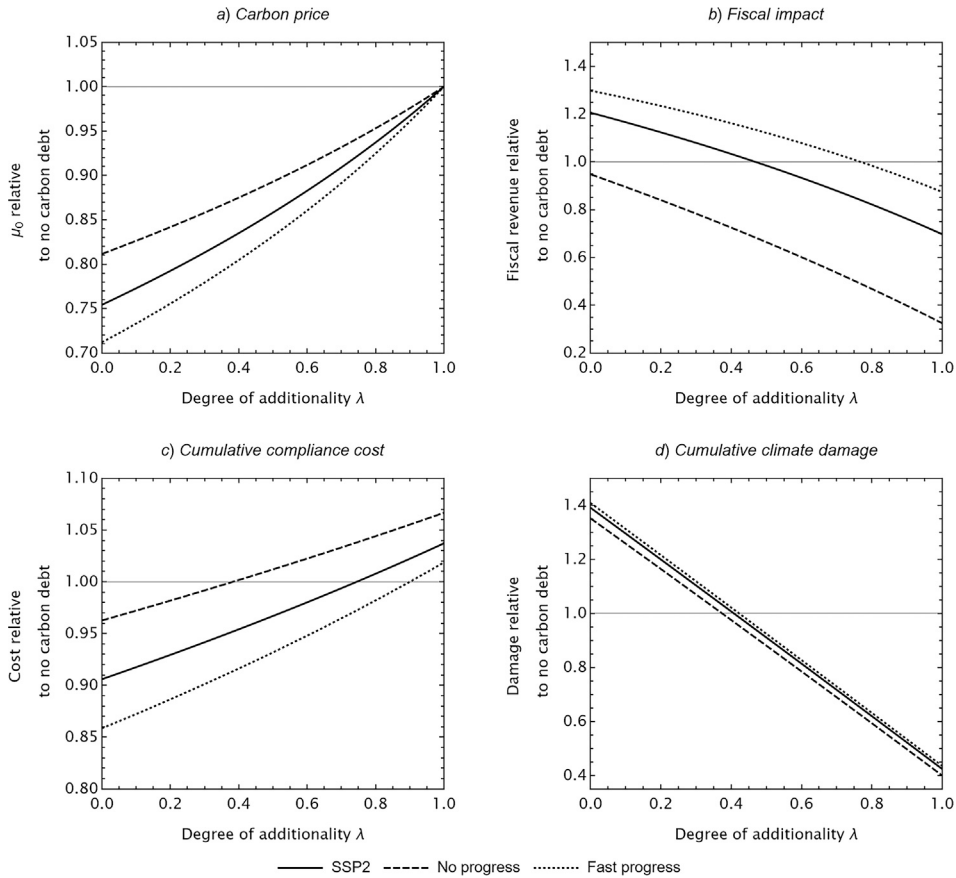 a) Carbon price
1.05
1.00
0.95
0.90
0.85
0.80
0.75
0.70
μ0 relative
to no carbon debt
0.0 0.2 0.4 0.6 0.8 1.0
Degree of additionality λ
b) Fiscal impact
1.4
1.2
1.0
0.8
0.6
0.4
0.2
Fiscal revenue relative
to no carbon debt
0.0 0.2 0.4 0.6 0.8 1.0
Degree of additionality λ
c) Cumulative compliance cost
1.10
1.05
1.00
0.95
0.90
0.85
0.80
Cost relative
to no carbon debt
0.0 0.2 0.4 0.6 0.8 1.0
Degree of additionality λ
d) Cumulative climate damage
1.4
1.2
1.0
0.8
0.6
0.4
Damage relative
to no carbon debt
0.0 0.2 0.4 0.6 0.8 1.0
Degree of additionality λ
SSP2 No progress Fast progress